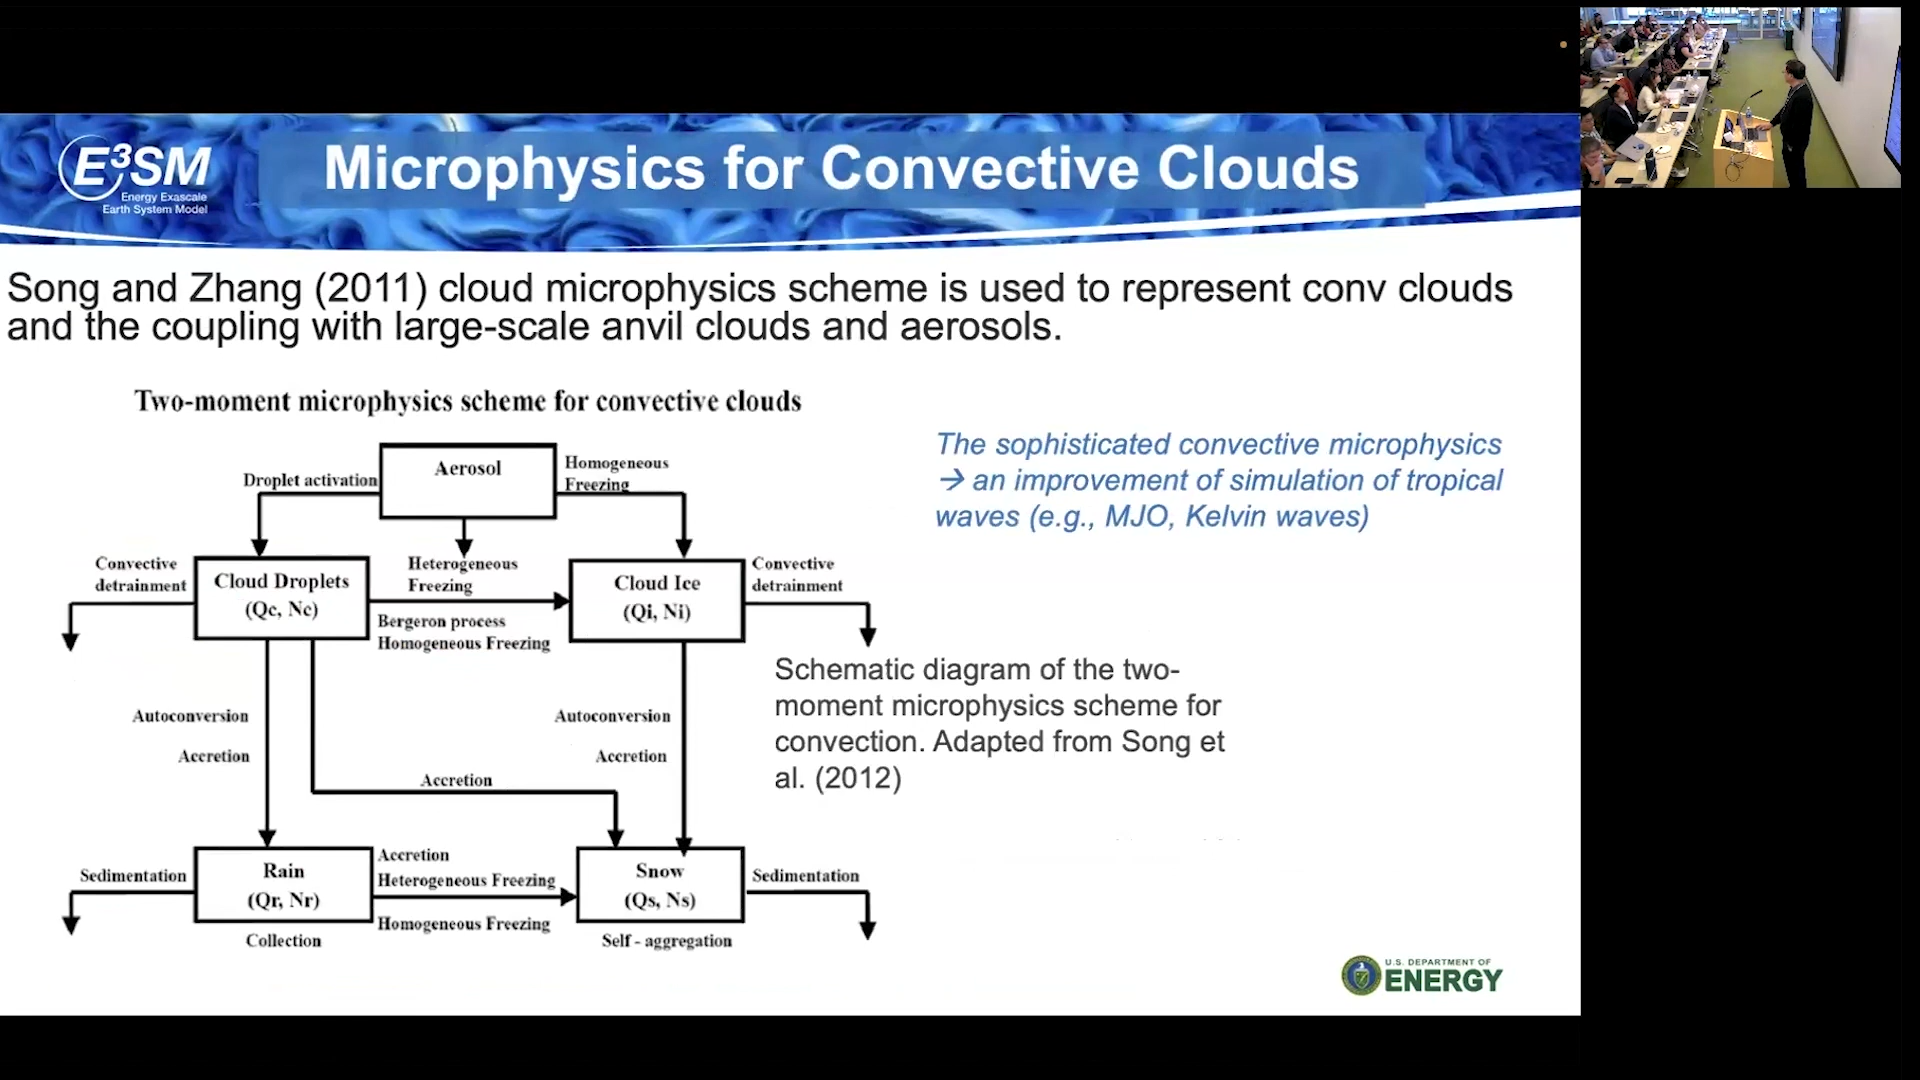 E³SM
Energy Exascale
Earth System Model
Microphysics for Convective Clouds
Song and Zhang (2011) cloud microphysics scheme is used to represent conv clouds
and the coupling with large-scale anvil clouds and aerosols.
Two-moment microphysics scheme for convective clouds
Aerosol
Droplet activation
Homogeneous
Freezing
Convective
detrainment
Cloud Droplets
(Qc, Nc)
Heterogeneous
Freezing
Bergeron process
Homogeneous Freezing
Cloud Ice
(Qi, Ni)
Convective
detrainment
Autoconversion
Accretion
Accretion
Autoconversion
Accretion
Sedimentation
Rain
(Qr, Nr)
Collection
Accretion
Heterogeneous Freezing
Homogeneous Freezing
Snow
(Qs, Ns)
Self - aggregation
Sedimentation
The sophisticated convective microphysics
→ an improvement of simulation of tropical
waves (e.g., MJO, Kelvin waves)
Schematic diagram of the two-
moment microphysics scheme for
convection. Adapted from Song et
al. (2012)
U.S. DEPARTMENT OF
ENERGY